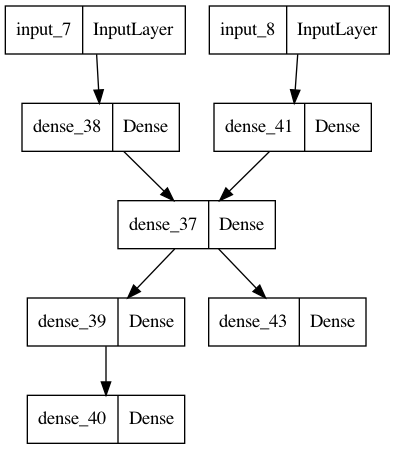 input_7 InputLayer input_8 InputLayer
dense_38 Dense dense_41 Dense
dense_37 Dense
dense_39 Dense dense_43 Dense
dense_40 Dense